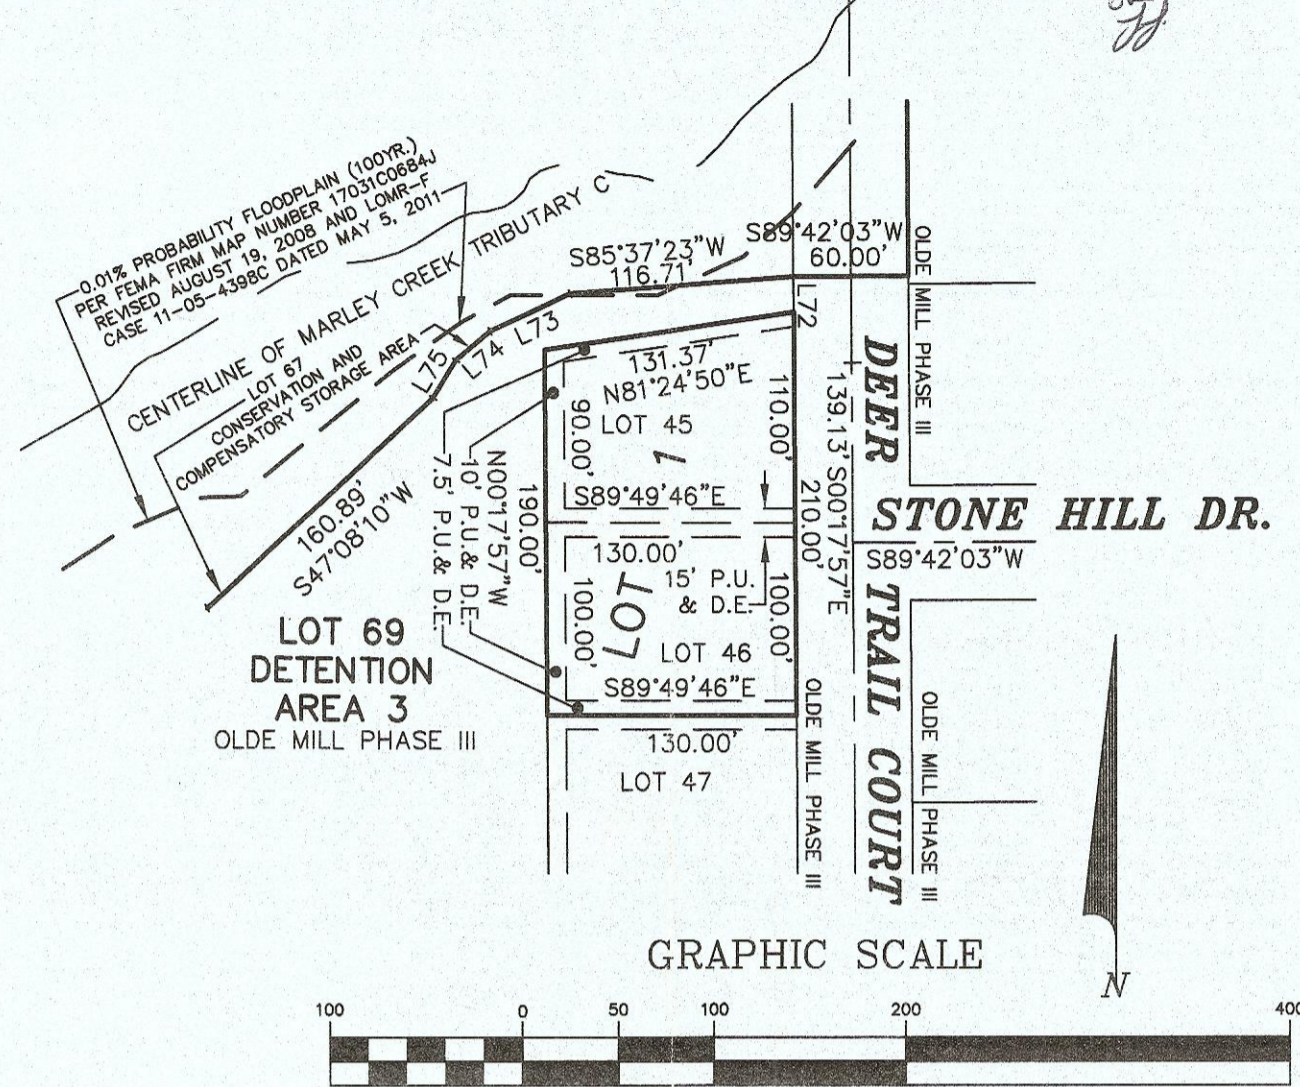 0.01% PROBABILITY FLOODPLAIN (100YR.)
PER FEMA FIRM MAP NUMBER 17031C0684J
REVISED AUGUST 19, 2008 AND LOMR-F
CASE 11-05-4398C DATED MAY 5, 2011
CENTERLINE OF MARLEY CREEK TRIBUTARY C
LOT 67
CONSERVATION AND
COMPENSATORY STORAGE AREA
S85°37'23"W
116.71'
S89°42'03"W
60.00'
L72
L73
L74
L75
160.89'
S47°08'10"W
131.37'
N81°24'50"E
LOT 45
90.00'
110.00'
S89°49'46"E
130.00'
LOT 1
15' P.U.
& D.E.
100.00'
100.00'
LOT 46
S89°49'46"E
130.00'
LOT 47
190.00'
N00°17'57"W
10' P.U.& D.E.
7.5' P.U.& D.E.
210.00'
139.13' S00°17'57"E
LOT 69
DETENTION
AREA 3
OLDE MILL PHASE III
OLDE MILL PHASE III
DEER TRAIL COURT
STONE HILL DR.
S89°42'03"W
OLDE MILL PHASE III
OLDE MILL PHASE III
GRAPHIC SCALE
N
100 0 50 100 200 400